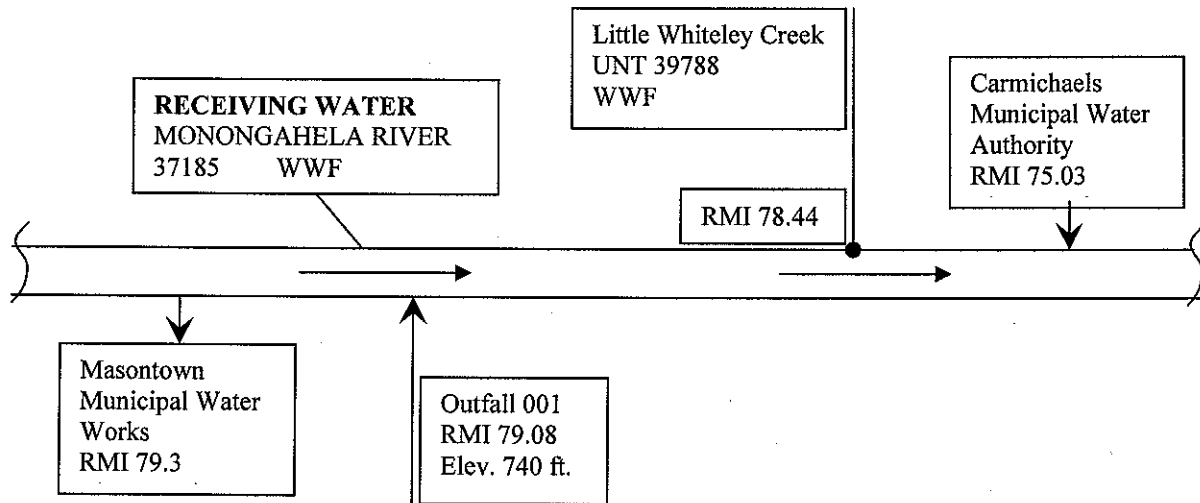 Little Whiteley Creek
UNT 39788
WWF
Carmichaels
Municipal Water
Authority
RMI 75.03
RECEIVING WATER
MONONGAHELA RIVER
37185 WWF
RMI 78.44
Masontown
Municipal Water
Works
RMI 79.3
Outfall 001
RMI 79.08
Elev. 740 ft.